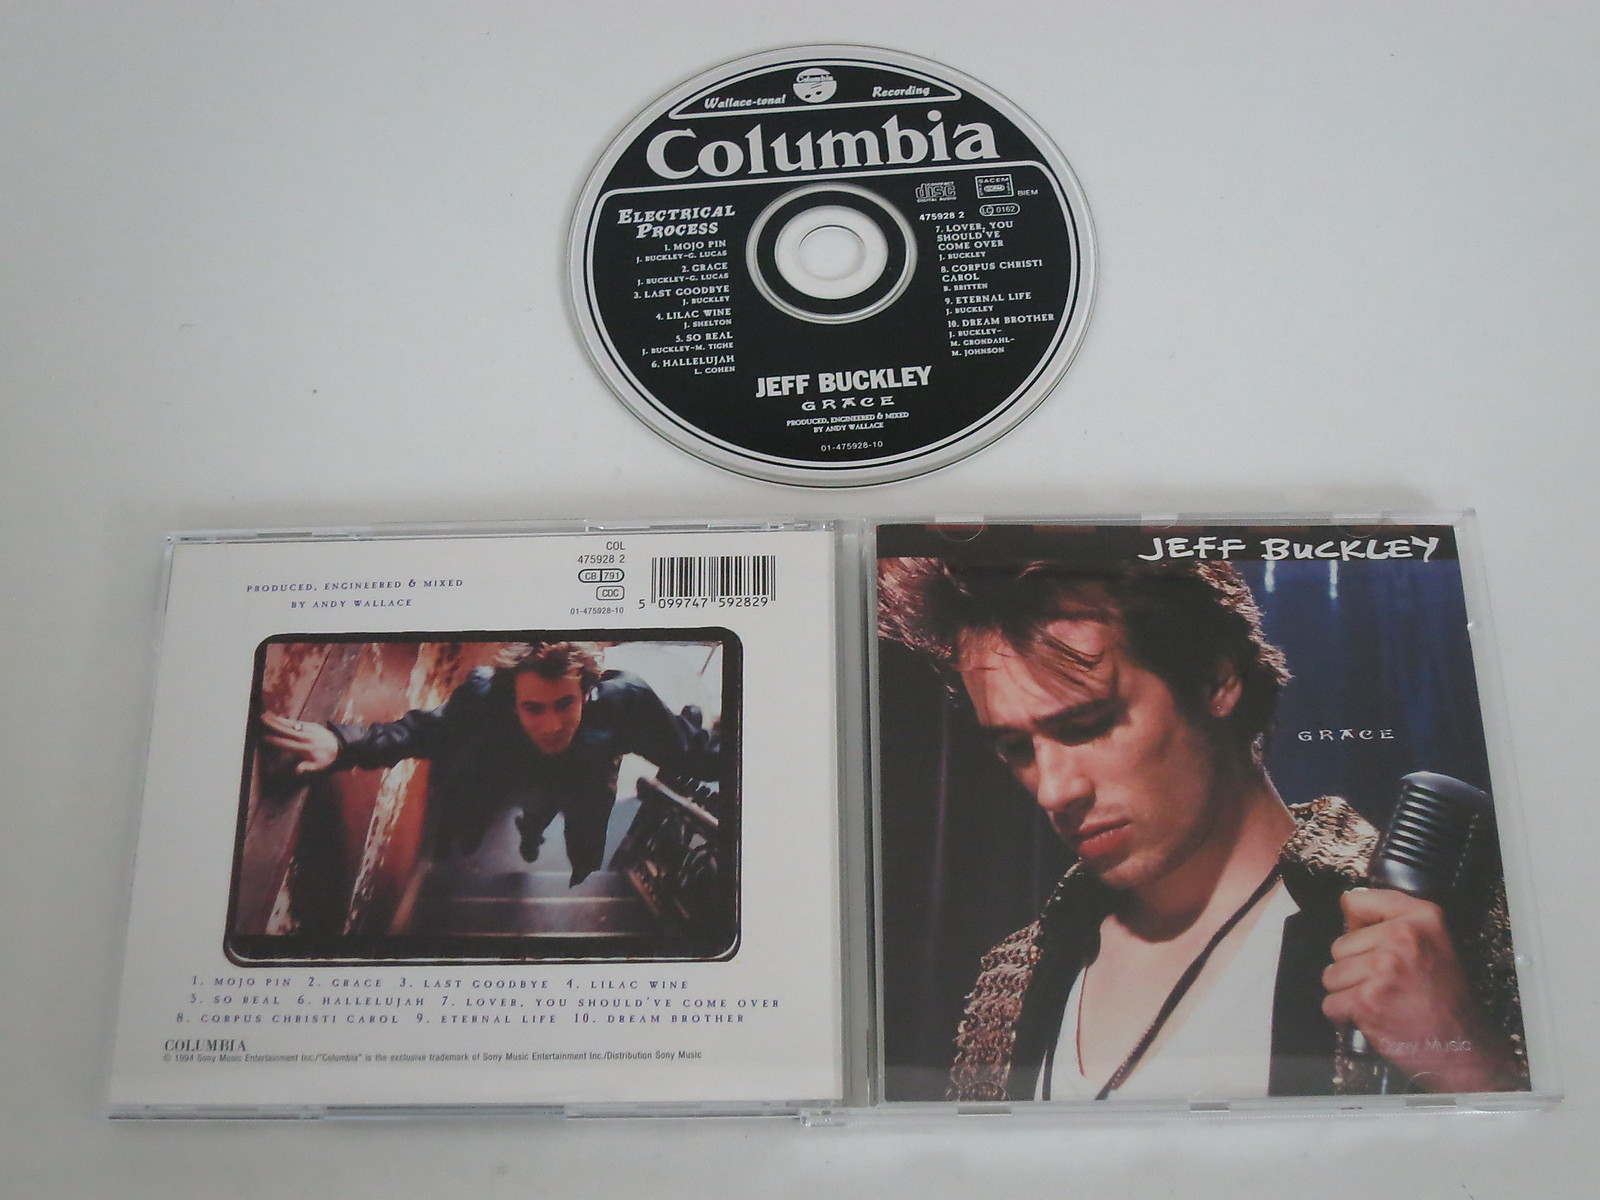 Wallace-tonal Columbia Recording
Columbia
COMPACT
disc
DIGITAL AUDIO
SACEM
BIEM
475928 2
LC 0162
ELECTRICAL
PROCESS
1. MOJO PIN
J. BUCKLEY-G. LUCAS
2. GRACE
J. BUCKLEY-G. LUCAS
3. LAST GOODBYE
J. BUCKLEY
4. LILAC WINE
J. SHELTON
5. SO REAL
J. BUCKLEY-M. TIGHE
6. HALLELUJAH
L. COHEN
7. LOVER, YOU
SHOULD'VE
COME OVER
J. BUCKLEY
8. CORPUS CHRISTI
CAROL
B. BRITTEN
9. ETERNAL LIFE
J. BUCKLEY
10. DREAM BROTHER
J. BUCKLEY-
M. GRONDAHL-
M. JOHNSON
JEFF BUCKLEY
GRACE
PRODUCED, ENGINEERED & MIXED
BY ANDY WALLACE
01-475928-10
PRODUCED, ENGINEERED & MIXED
BY ANDY WALLACE
COL
475928 2
CB 791
CDC
01-475928-10
5 099747 592829
1. MOJO PIN 2. GRACE 3. LAST GOODBYE 4. LILAC WINE
5. SO REAL 6. HALLELUJAH 7. LOVER, YOU SHOULD'VE COME OVER
8. CORPUS CHRISTI CAROL 9. ETERNAL LIFE 10. DREAM BROTHER
COLUMBIA
© 1994 Sony Music Entertainment Inc./"Columbia" is the exclusive trademark of Sony Music Entertainment Inc./Distribution Sony Music
JEFF BUCKLEY
GRACE
Sony Music